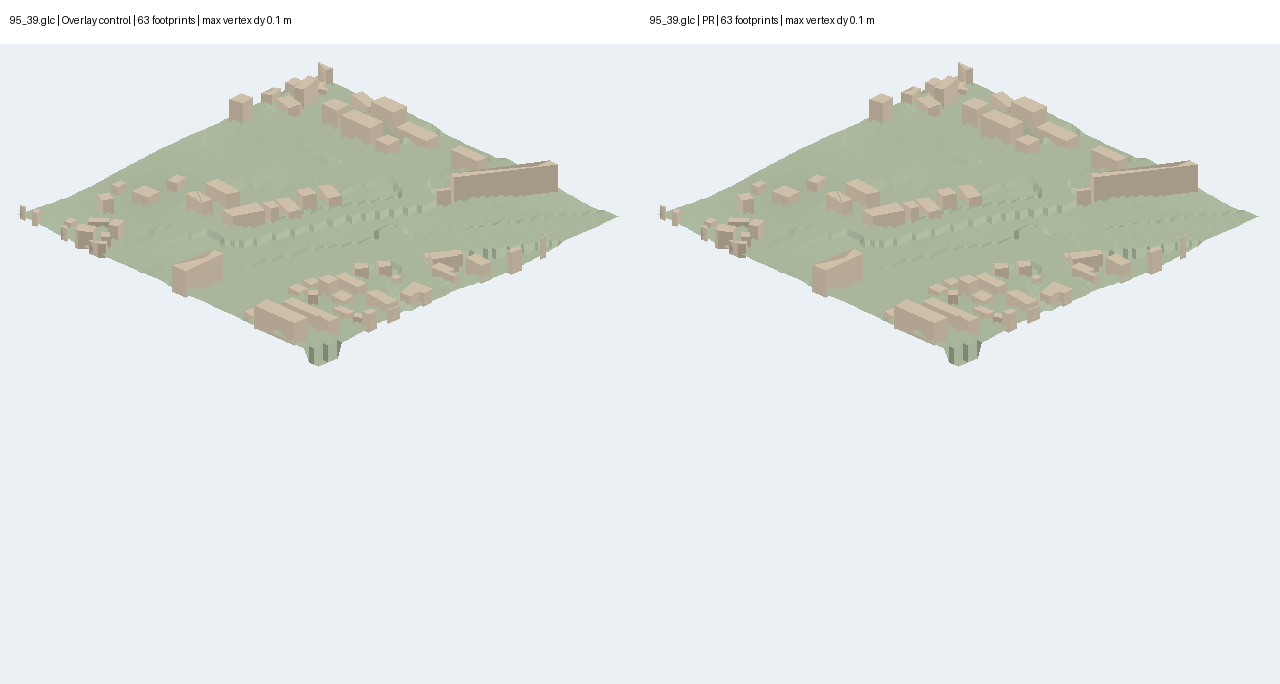 95_39.glc | Overlay control | 63 footprints | max vertex dy 0.1 m
95_39.glc | PR | 63 footprints | max vertex dy 0.1 m